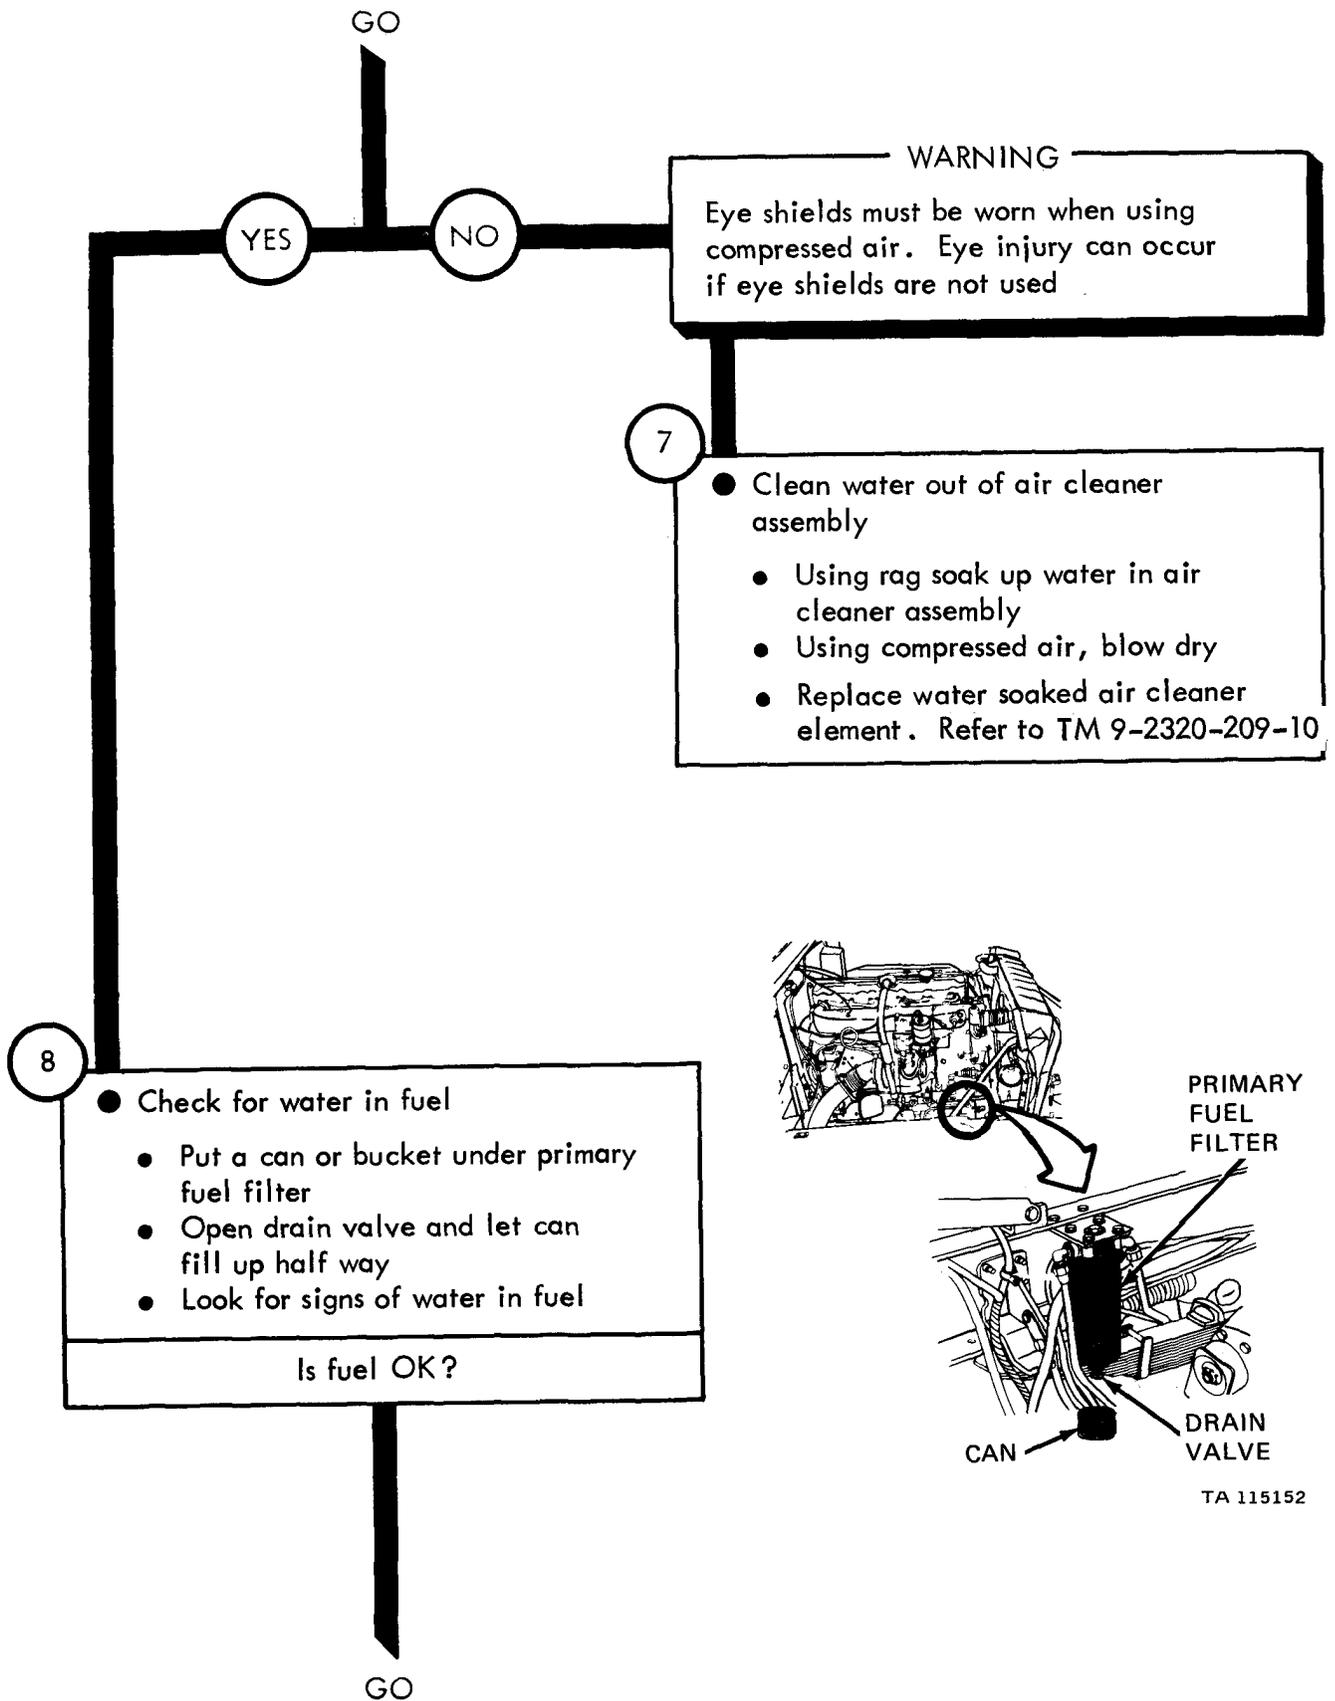 GO
YES
NO
WARNING
Eye shields must be worn when using
compressed air. Eye injury can occur
if eye shields are not used
7
● Clean water out of air cleaner
assembly
● Using rag soak up water in air
cleaner assembly
● Using compressed air, blow dry
● Replace water soaked air cleaner
element. Refer to TM 9-2320-209-10
8
● Check for water in fuel
● Put a can or bucket under primary
fuel filter
● Open drain valve and let can
fill up half way
● Look for signs of water in fuel
Is fuel OK?
PRIMARY
FUEL
FILTER
CAN
DRAIN
VALVE
TA 115152
GO